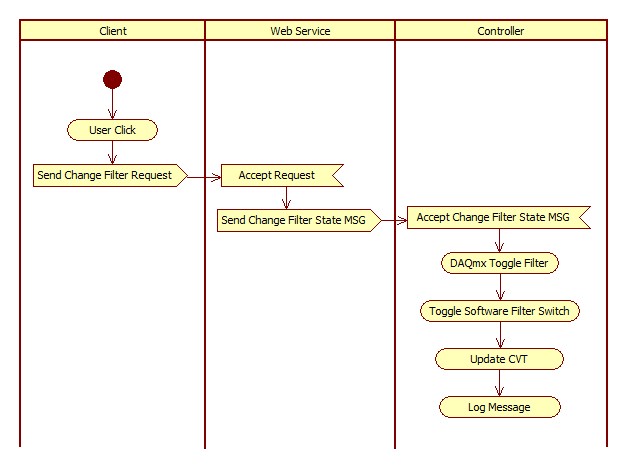 Client
Web Service
Controller
User Click
Send Change Filter Request
Accept Request
Send Change Filter State MSG
Accept Change Filter State MSG
DAQmx Toggle Filter
Toggle Software Filter Switch
Update CVT
Log Message